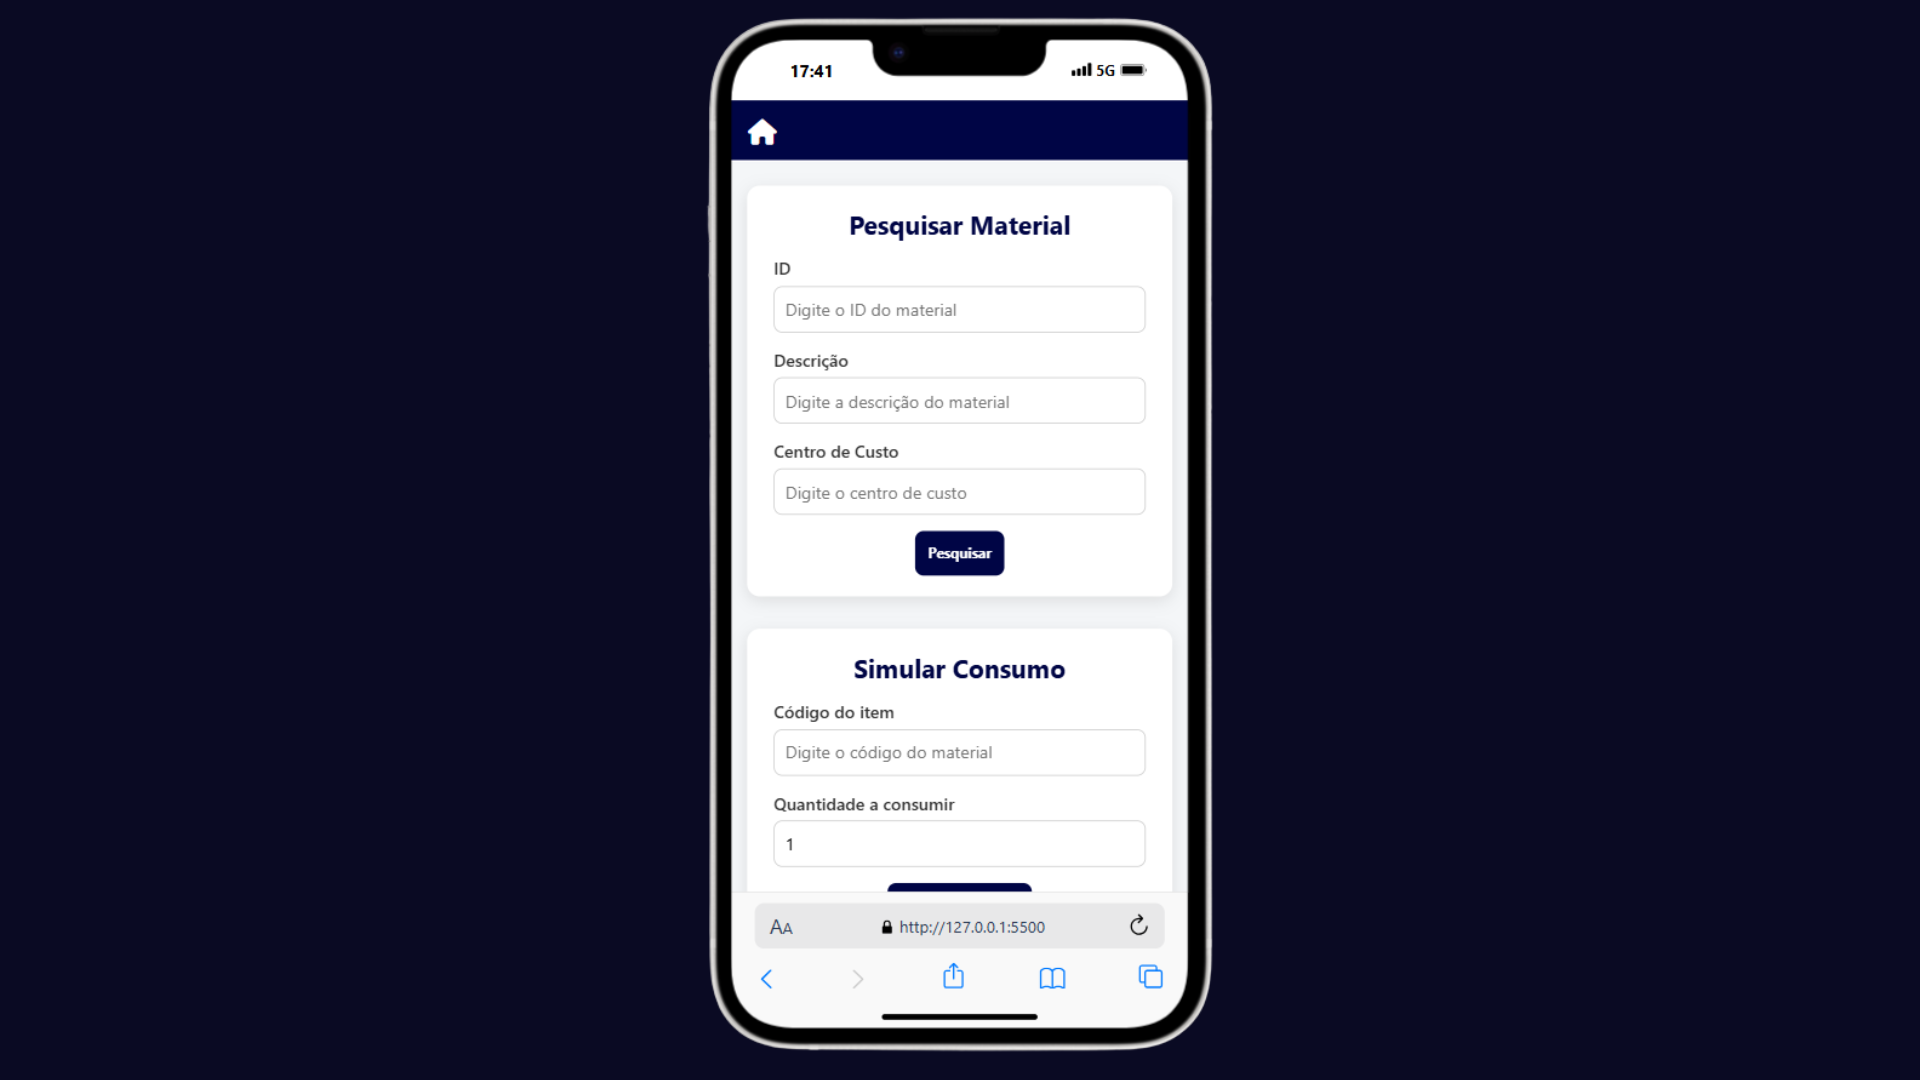 17:41
5G
Pesquisar Material
ID
Digite o ID do material
Descrição
Digite a descrição do material
Centro de Custo
Digite o centro de custo
Pesquisar
Simular Consumo
Código do item
Digite o código do material
Quantidade a consumir
1
AA
http://127.0.0.1:5500